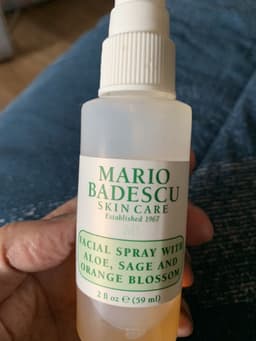 MARIO
BADESCU
SKIN CARE
Established 1967
FACIAL SPRAY WITH
ALOE, SAGE AND
ORANGE BLOSSOM
2 fl oz ℮ (59 ml)